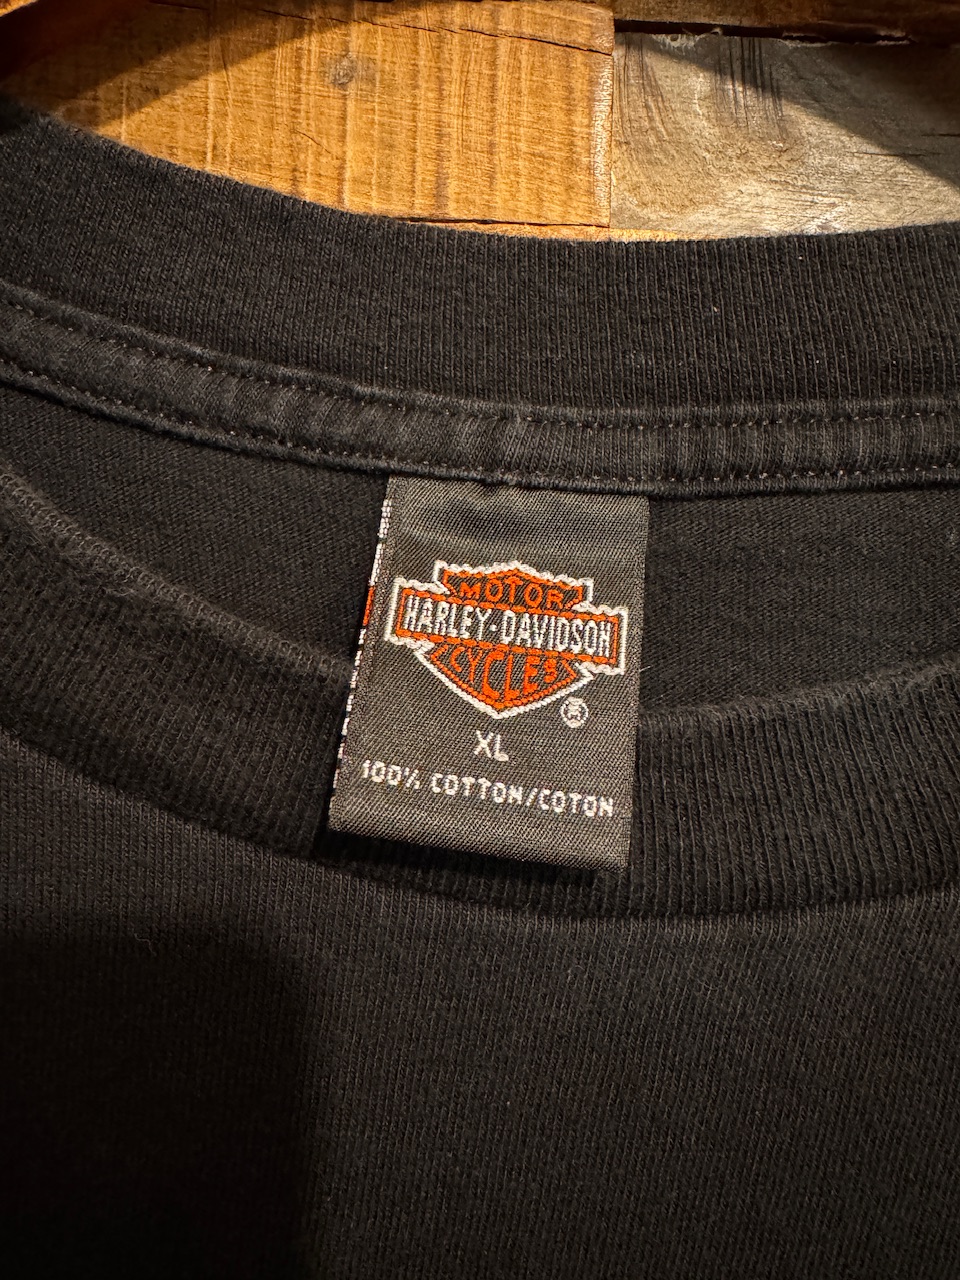 MOTOR
HARLEY-DAVIDSON
CYCLES
®
XL
100% COTTON/COTON